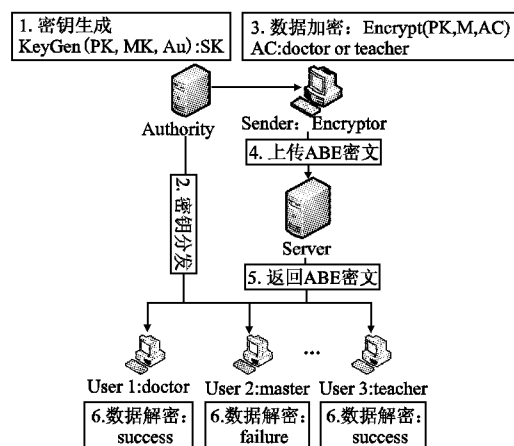 1. 密钥生成
KeyGen(PK, MK, Au):SK
3. 数据加密：Encrypt(PK,M,AC)
AC:doctor or teacher
Authority
Sender：Encryptor
4. 上传ABE密文
2. 密钥分发
Server
5. 返回ABE密文
...
User 1:doctor
User 2:master
User 3:teacher
6.数据解密：
success
6.数据解密：
failure
6.数据解密：
success